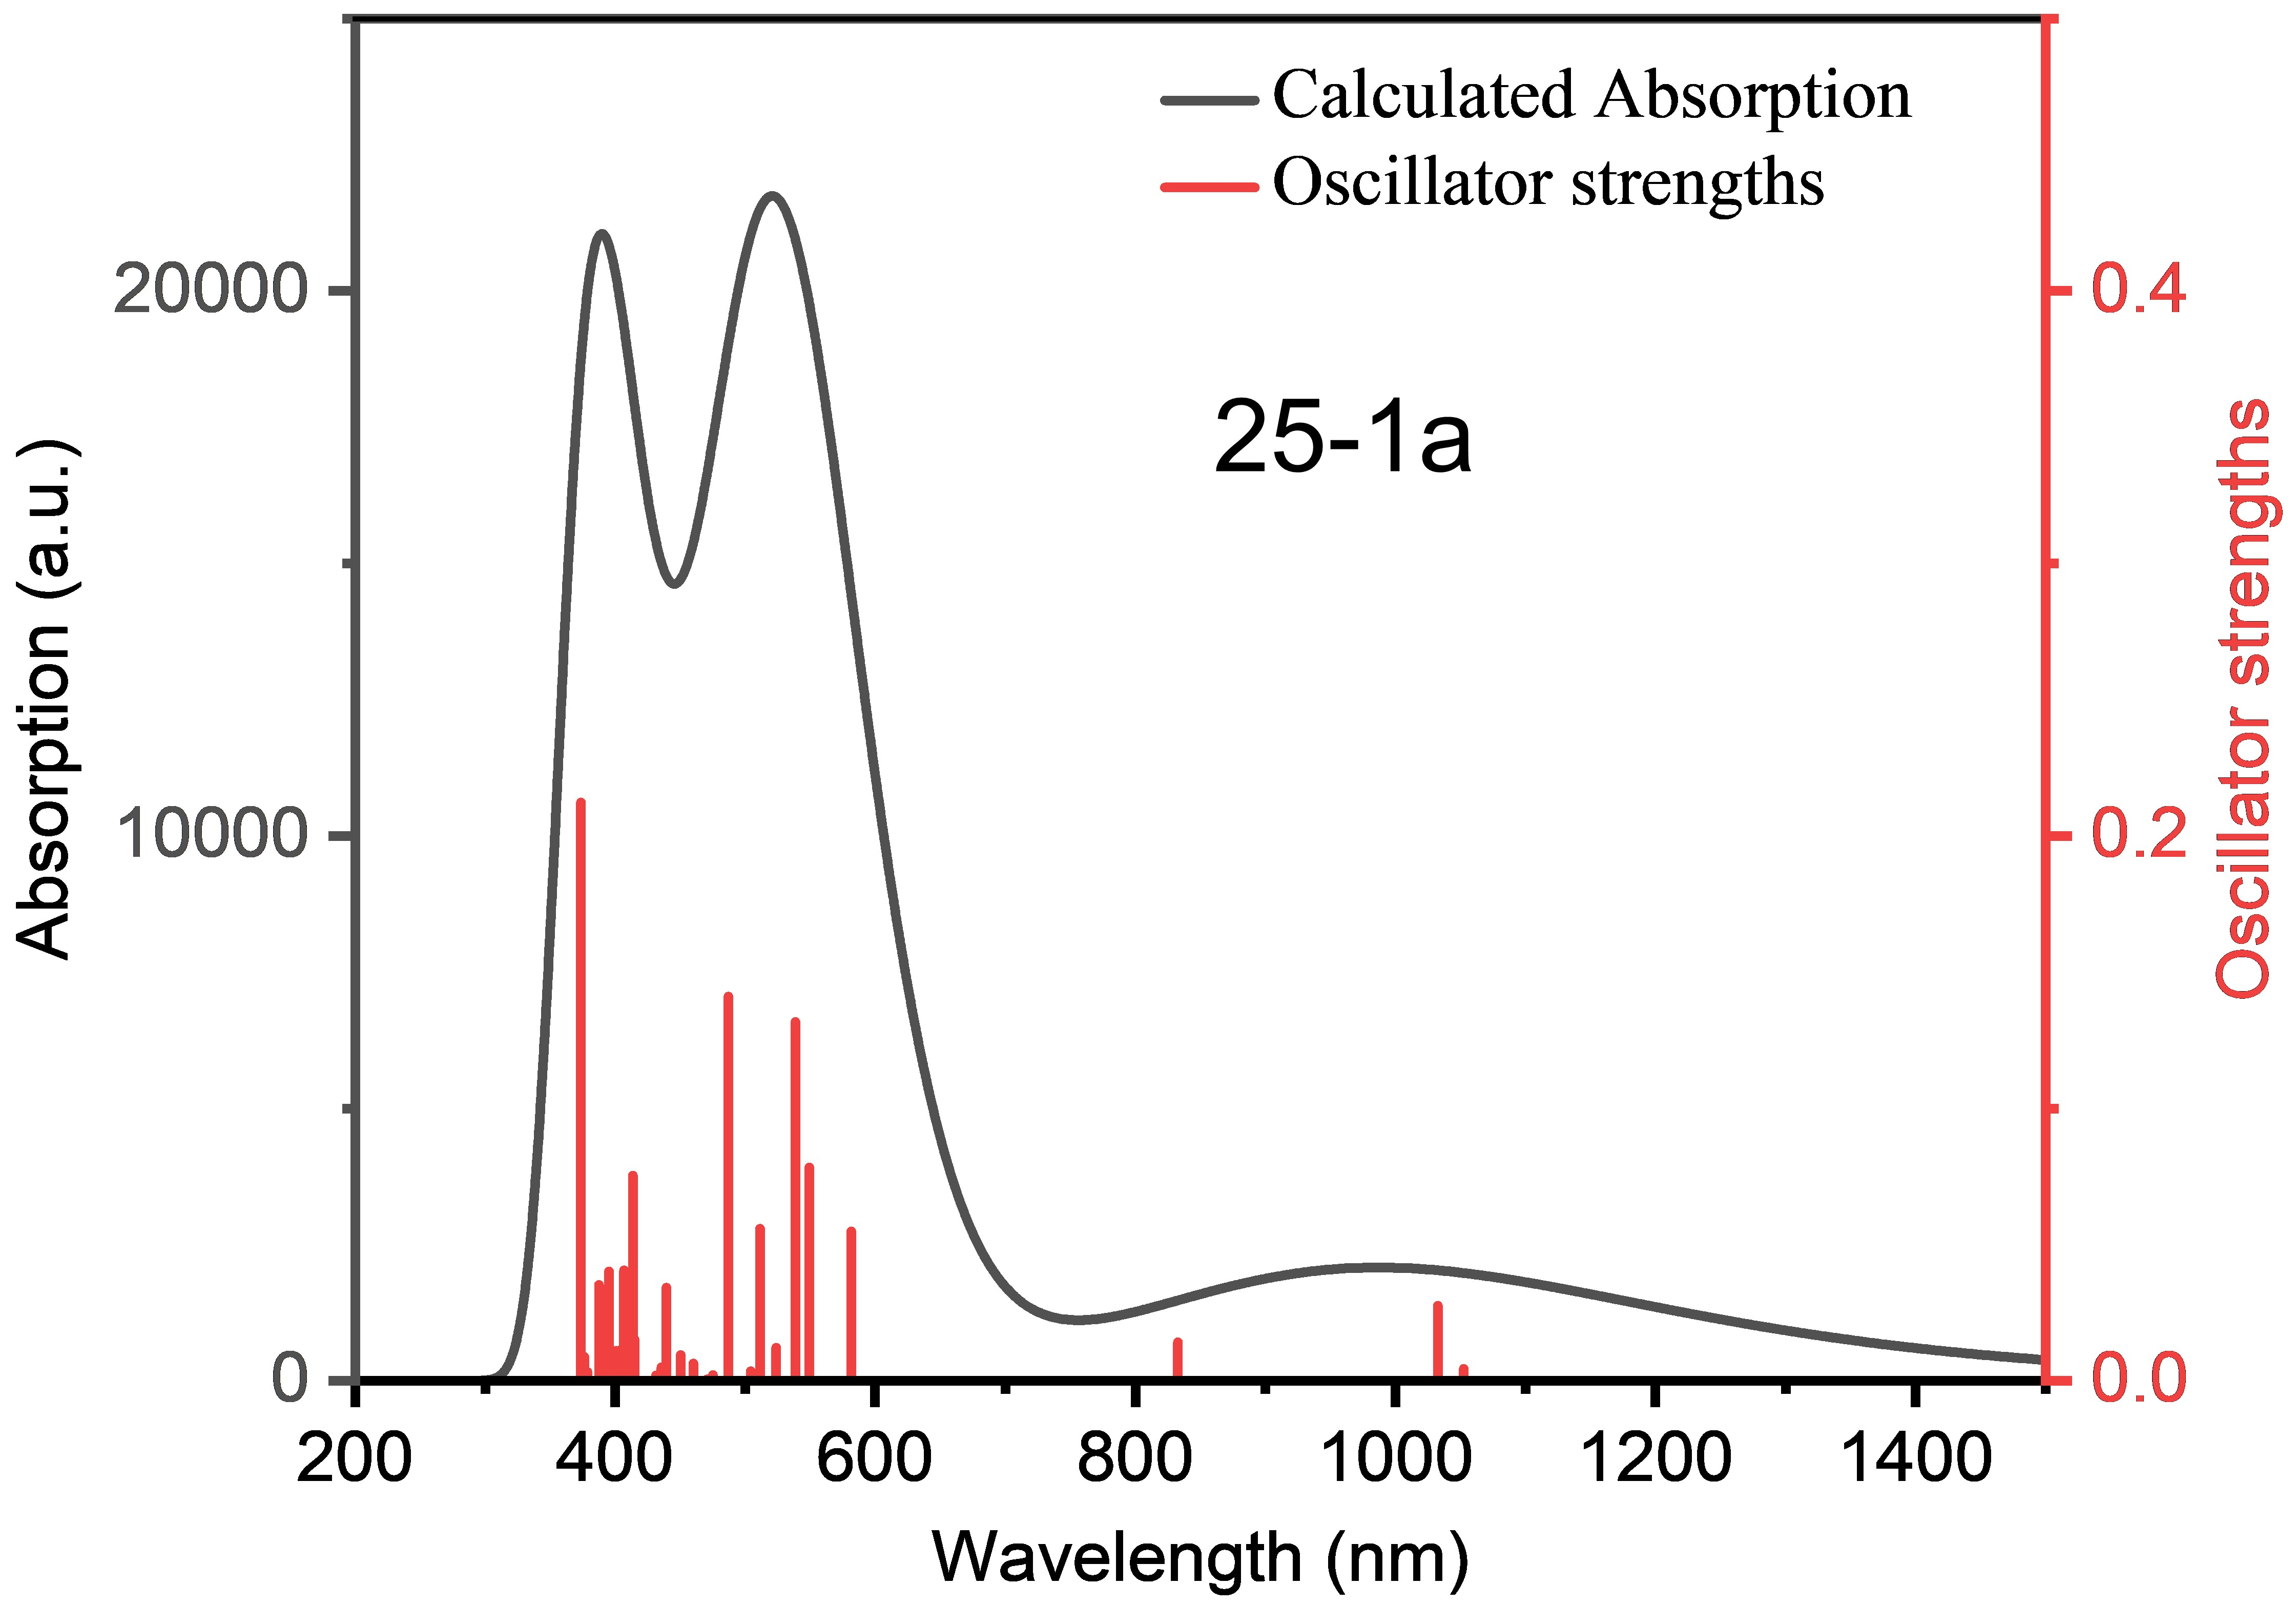 Calculated Absorption
Oscillator strengths
25-1a
Absorption (a.u.)
20000
10000
0
0.4
0.2
0.0
Oscillator strengths
200 400 600 800 1000 1200 1400
Wavelength (nm)